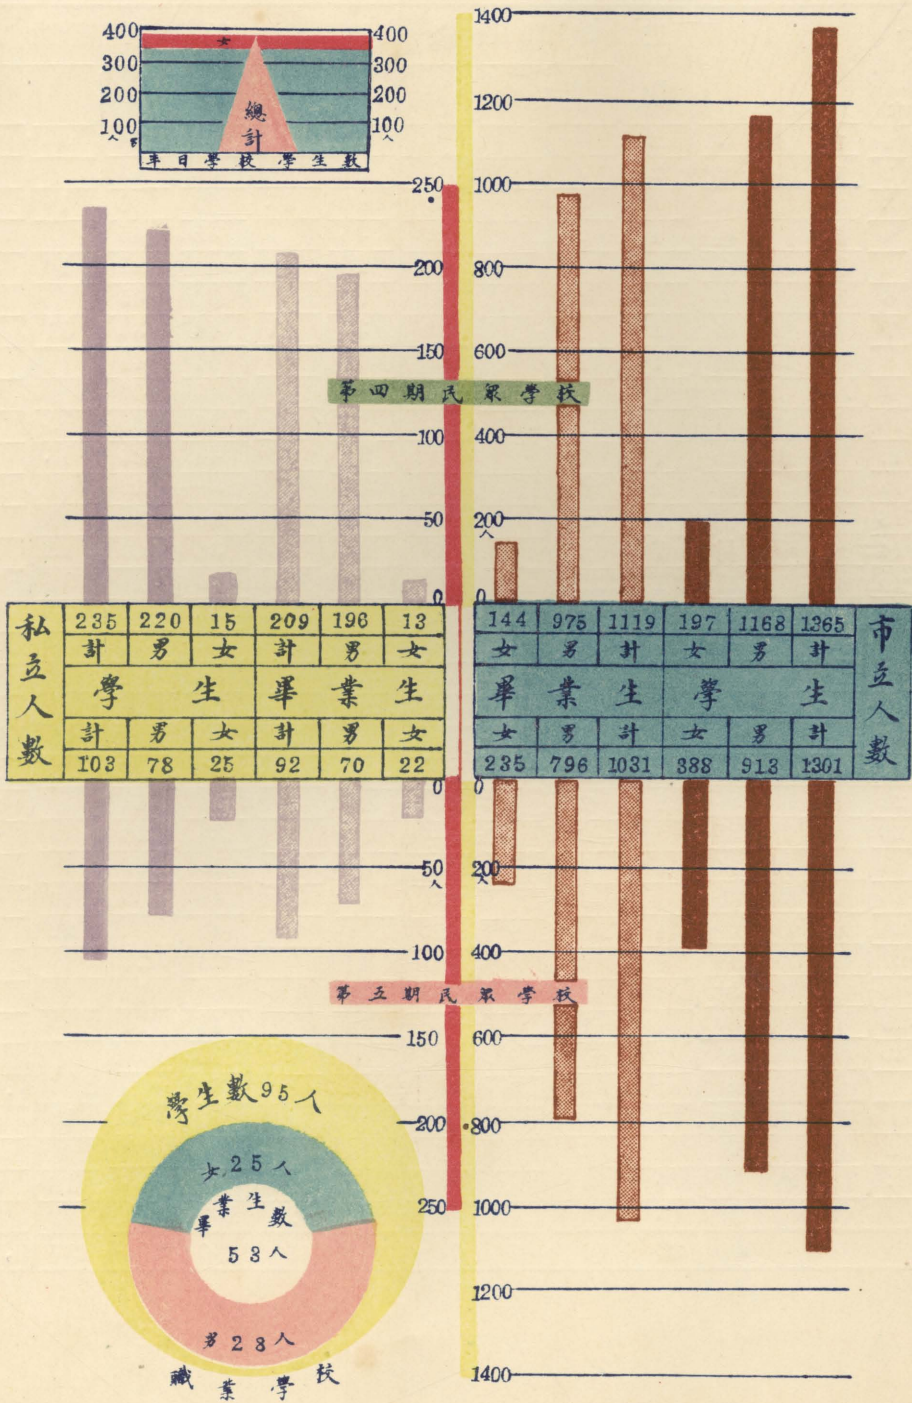 400 400
女
300 300
200 200
總
計
100 100
人 人
半日學校學生數
1400
1200
250 1000
200 800
150 600
第四期民眾學校
100 400
50 200
人
0 0
私立人數
235 220 15 209 196 13
計 男 女 計 男 女
學生 畢業生
計 男 女 計 男 女
103 78 25 92 70 22
144 975 1119 197 1168 1365
女 男 計 女 男 計
畢業生 學生
女 男 計 女 男 計
235 796 1031 388 913 1301
市立人數
0 0
50 200
人 人
100 400
第五期民眾學校
150 600
200 800
250 1000
1200
1400
學生數95人
女25人
畢業生數
53人
男28人
職業學校